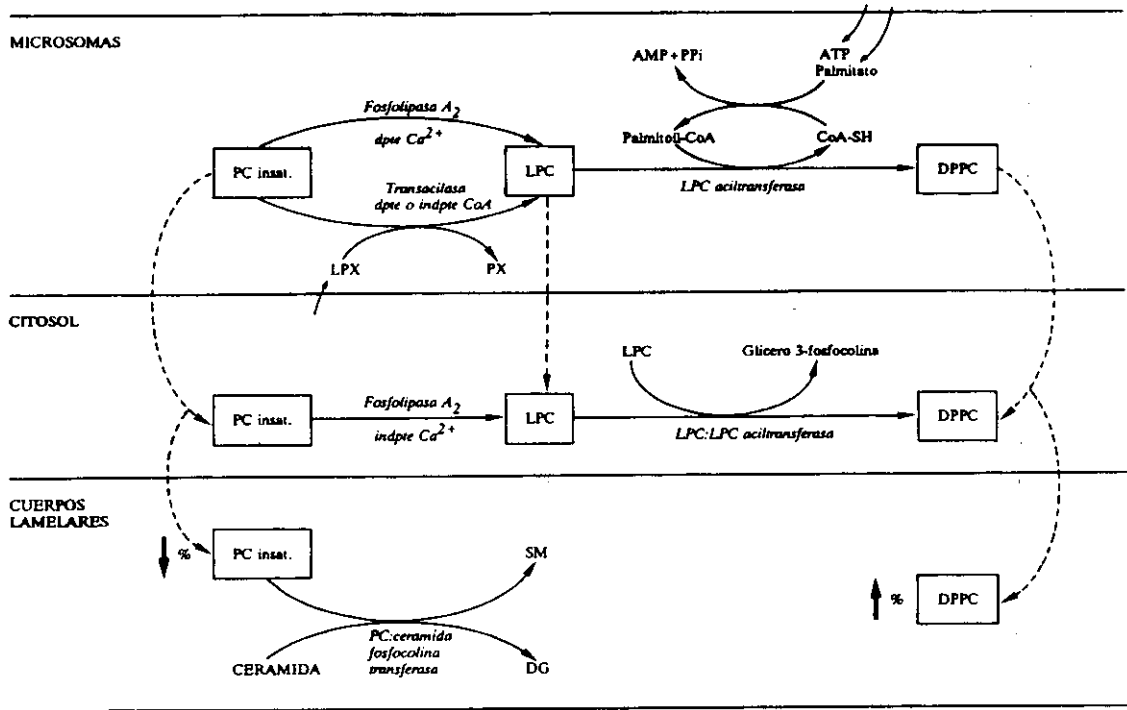 MICROSOMAS
AMP+PPi
ATP
Palmitato
Fosfolipasa A2
dpte Ca2+
Palmitoil-CoA
CoA-SH
PC insat.
LPC
DPPC
LPC aciltransferasa
Transacilasa
dpte o indpte CoA
LPX
PX
CITOSOL
LPC
Glicero 3-fosfocolina
PC insat.
Fosfolipasa A2
indpte Ca2+
LPC
LPC:LPC aciltransferasa
DPPC
CUERPOS
LAMELARES
%
PC insat.
SM
%
DPPC
PC:ceramida
fosfocolina
transferasa
CERAMIDA
DG